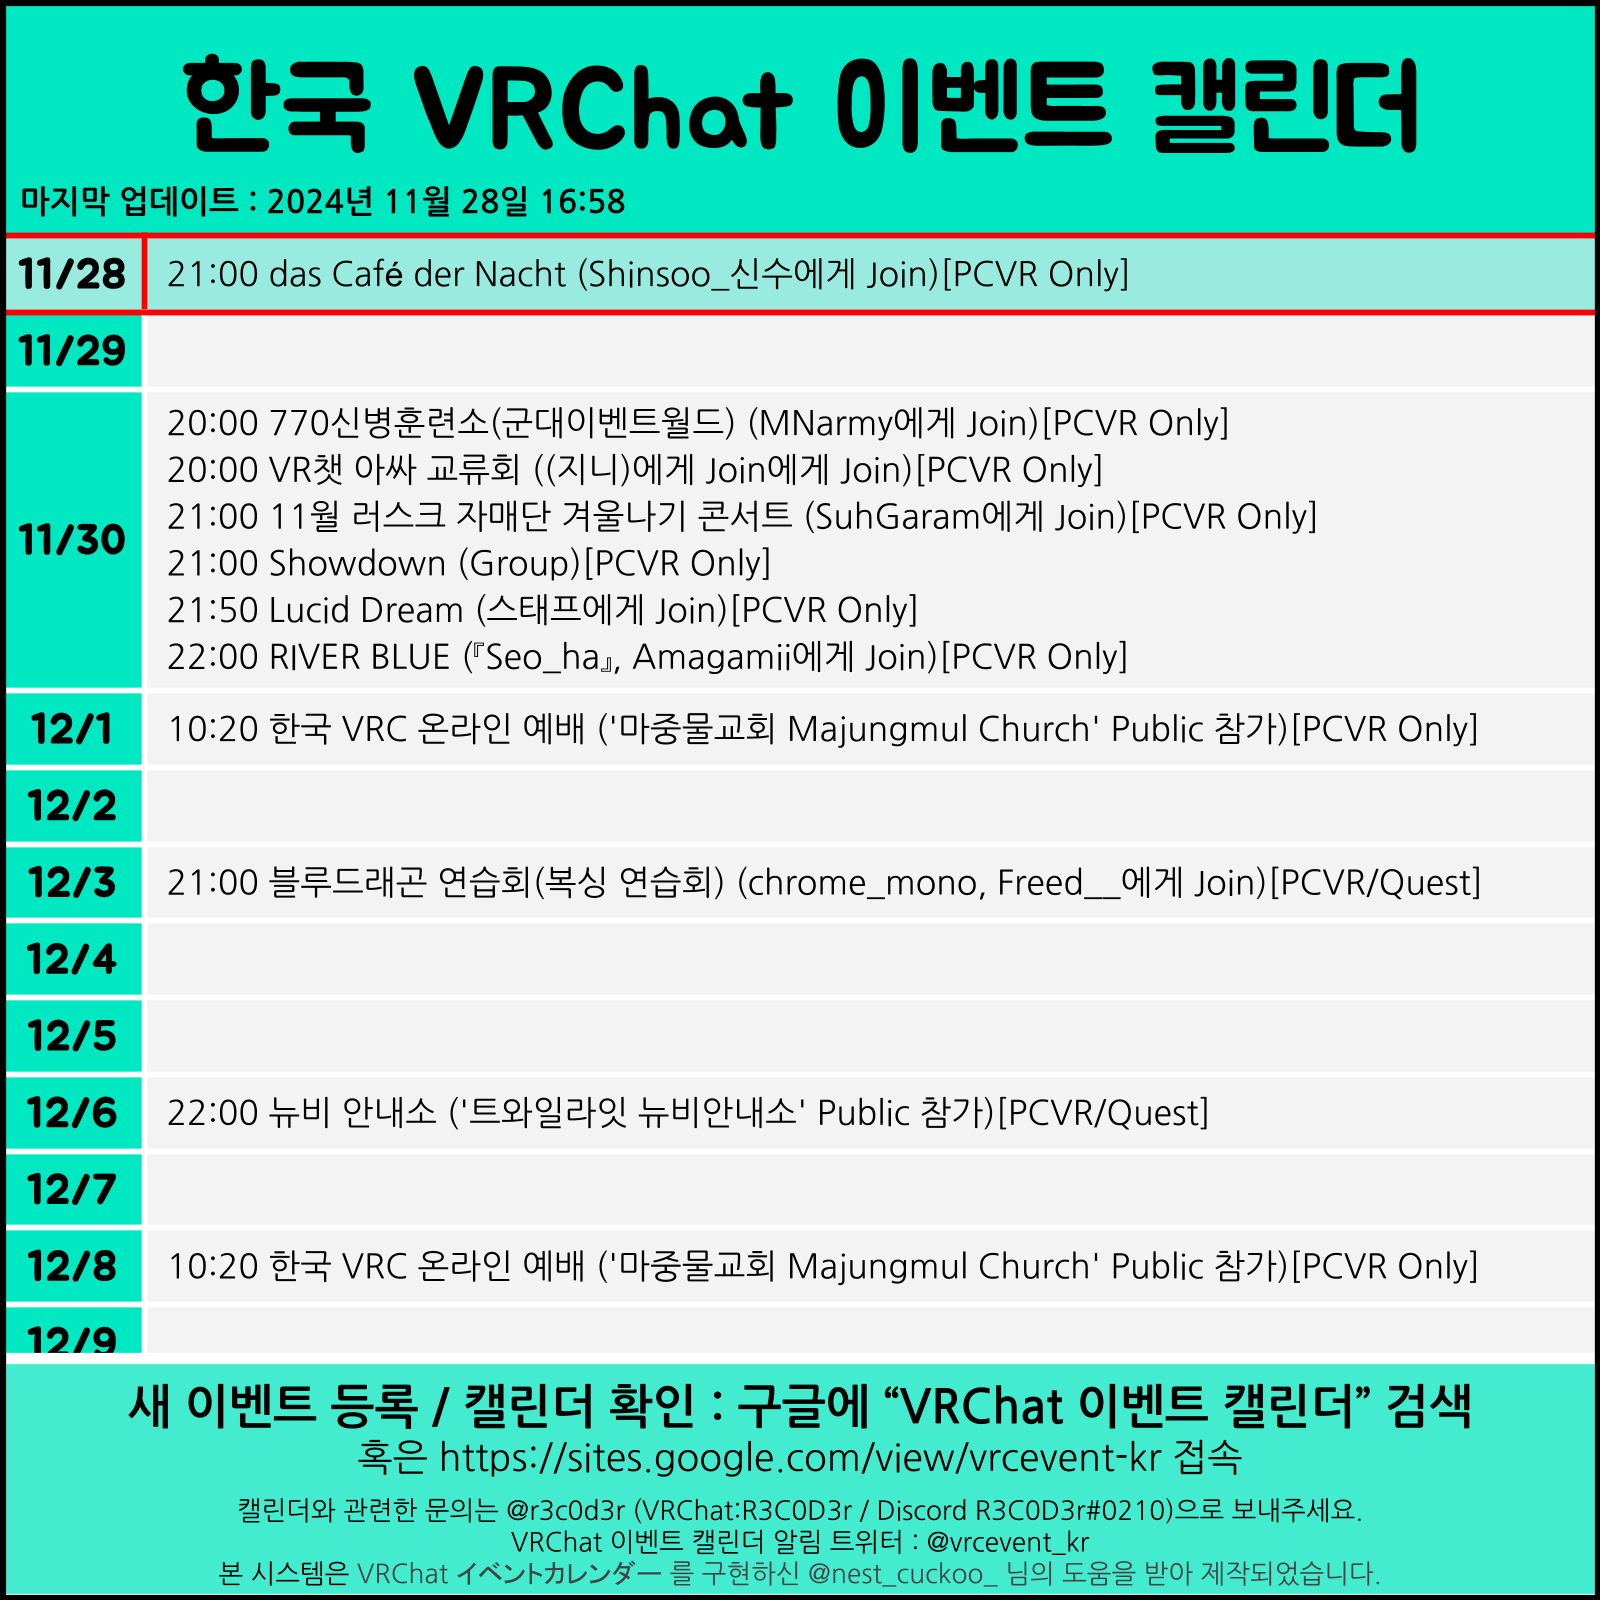 한국 VRChat 이벤트 캘린더
마지막 업데이트 : 2024년 11월 28일 16:58
11/28 21:00 das Café der Nacht (Shinsoo_신수에게 Join)[PCVR Only]
11/29
11/30
20:00 770신병훈련소(군대이벤트월드) (MNarmy에게 Join)[PCVR Only]
20:00 VR챗 아싸 교류회 ((지니)에게 Join에게 Join)[PCVR Only]
21:00 11월 러스크 자매단 겨울나기 콘서트 (SuhGaram에게 Join)[PCVR Only]
21:00 Showdown (Group)[PCVR Only]
21:50 Lucid Dream (스태프에게 Join)[PCVR Only]
22:00 RIVER BLUE (『Seo_ha』, Amagamii에게 Join)[PCVR Only]
12/1 10:20 한국 VRC 온라인 예배 ('마중물교회 Majungmul Church' Public 참가)[PCVR Only]
12/2
12/3 21:00 블루드래곤 연습회(복싱 연습회) (chrome_mono, Freed__에게 Join)[PCVR/Quest]
12/4
12/5
12/6 22:00 뉴비 안내소 ('트와일라잇 뉴비안내소' Public 참가)[PCVR/Quest]
12/7
12/8 10:20 한국 VRC 온라인 예배 ('마중물교회 Majungmul Church' Public 참가)[PCVR Only]
12/9
새 이벤트 등록 / 캘린더 확인 : 구글에 “VRChat 이벤트 캘린더” 검색
혹은 https://sites.google.com/view/vrcevent-kr 접속
캘린더와 관련한 문의는 @r3c0d3r (VRChat:R3C0D3r / Discord R3C0D3r#0210)으로 보내주세요.
VRChat 이벤트 캘린더 알림 트위터 : @vrcevent_kr
본 시스템은 VRChat イベントカレンダー 를 구현하신 @nest_cuckoo_ 님의 도움을 받아 제작되었습니다.